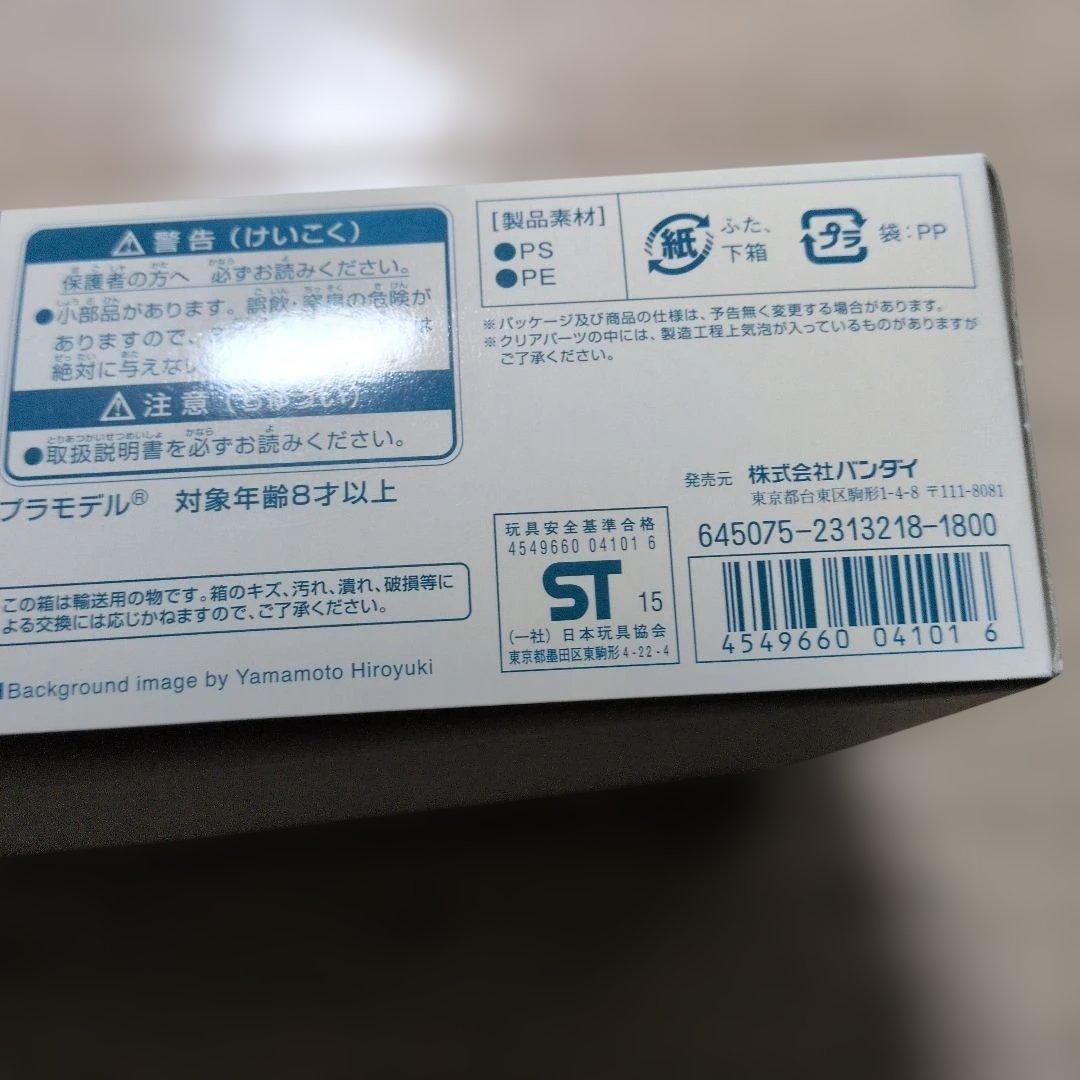 警告（けいこく）
保護者の方へ 必ずお読みください。
●小部品があります。誤飲・窒息の危険が
ありますので、
絶対に与えない
注意
●取扱説明書を必ずお読みください。
プラモデル® 対象年齢8才以上
この箱は輸送用の物です。箱のキズ、汚れ、潰れ、破損等に
よる交換には応じかねますので、ご了承ください。
Background image by Yamamoto Hiroyuki
[製品素材]
●PS
●PE
紙 ふた、
下箱
プラ 袋:PP
※パッケージ及び商品の仕様は、予告無く変更する場合があります。
※クリアパーツの中には、製造工程上気泡が入っているものがありますが
ご了承ください。
発売元 株式会社バンダイ
東京都台東区駒形1-4-8 〒111-8081
玩具安全基準合格
4549660 04101 6
ST 15
(一社) 日本玩具協会
東京都墨田区東駒形4-22-4
645075-2313218-1800
4549660 04101 6